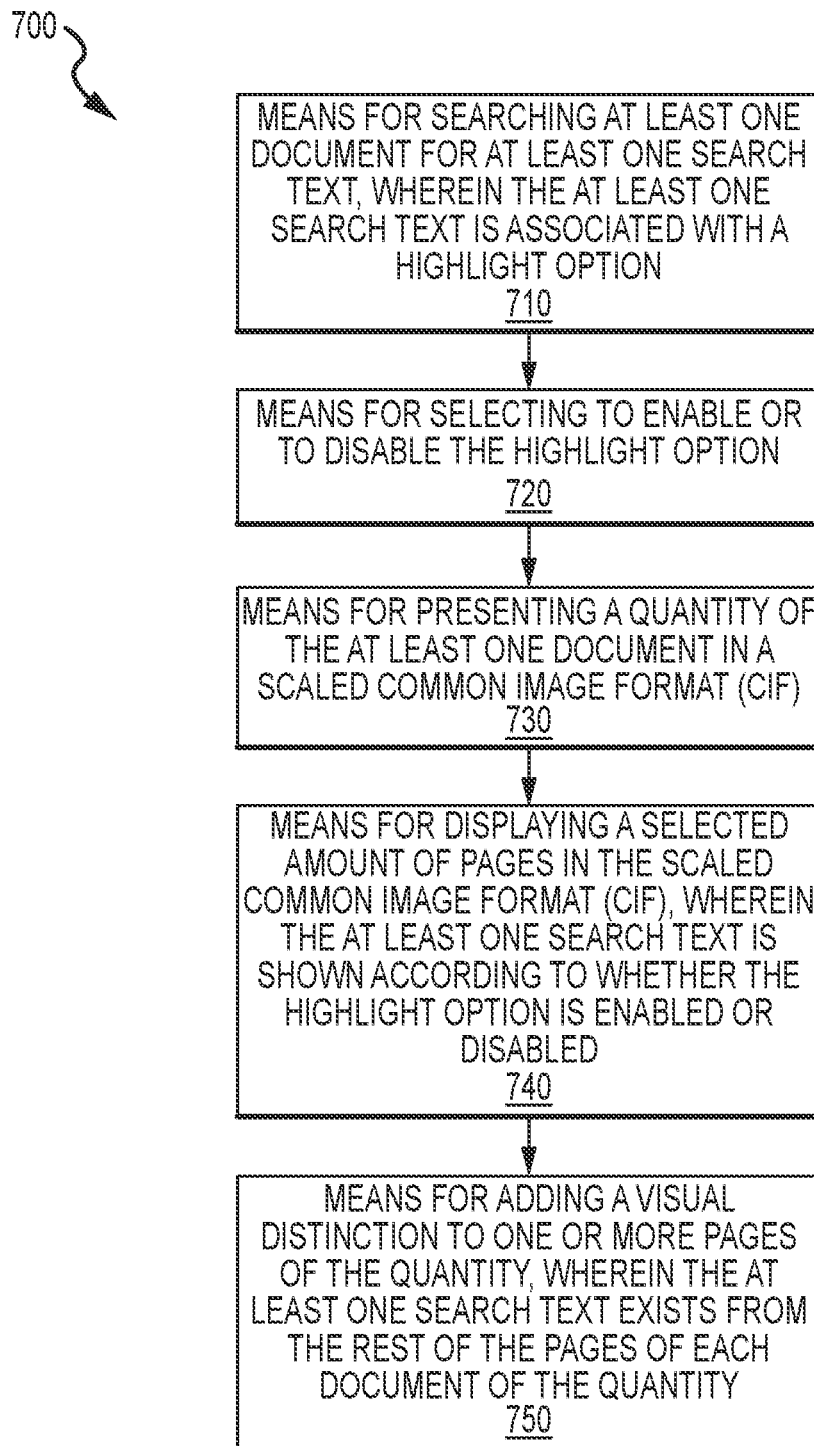 700
MEANS FOR SEARCHING AT LEAST ONE
DOCUMENT FOR AT LEAST ONE SEARCH
TEXT, WHEREIN THE AT LEAST ONE
SEARCH TEXT IS ASSOCIATED WITH A
HIGHLIGHT OPTION
710
MEANS FOR SELECTING TO ENABLE OR
TO DISABLE THE HIGHLIGHT OPTION
720
MEANS FOR PRESENTING A QUANTITY OF
THE AT LEAST ONE DOCUMENT IN A
SCALED COMMON IMAGE FORMAT (CIF)
730
MEANS FOR DISPLAYING A SELECTED
AMOUNT OF PAGES IN THE SCALED
COMMON IMAGE FORMAT (CIF), WHEREIN
THE AT LEAST ONE SEARCH TEXT IS
SHOWN ACCORDING TO WHETHER THE
HIGHLIGHT OPTION IS ENABLED OR
DISABLED
740
MEANS FOR ADDING A VISUAL
DISTINCTION TO ONE OR MORE PAGES
OF THE QUANTITY, WHEREIN THE AT
LEAST ONE SEARCH TEXT EXISTS FROM
THE REST OF THE PAGES OF EACH
DOCUMENT OF THE QUANTITY
750